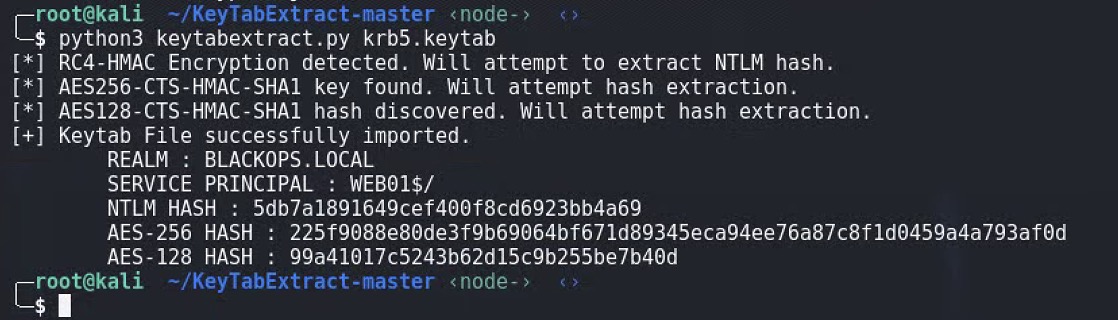 root@kali ~/KeyTabExtract-master ‹node-› ‹›
$ python3 keytabextract.py krb5.keytab
[*] RC4-HMAC Encryption detected. Will attempt to extract NTLM hash.
[*] AES256-CTS-HMAC-SHA1 key found. Will attempt hash extraction.
[*] AES128-CTS-HMAC-SHA1 hash discovered. Will attempt hash extraction.
[+] Keytab File successfully imported.
REALM : BLACKOPS.LOCAL
SERVICE PRINCIPAL : WEB01$/
NTLM HASH : 5db7a1891649cef400f8cd6923bb4a69
AES-256 HASH : 225f9088e80de3f9b69064bf671d89345eca94ee76a87c8f1d0459a4a793af0d
AES-128 HASH : 99a41017c5243b62d15c9b255be7b40d
root@kali ~/KeyTabExtract-master ‹node-› ‹›
$